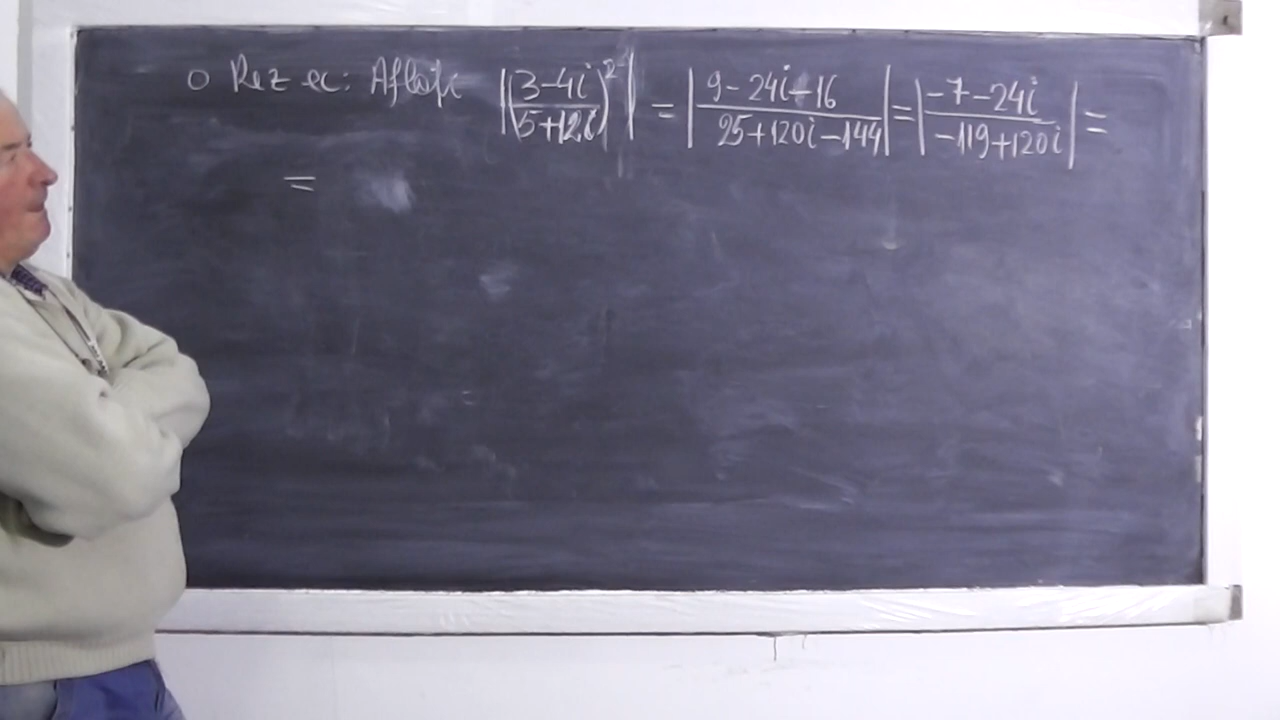 o Rez ec: Aflați |((3-4i)/(5+12i))²| = |(9-24i-16)/(25+120i-144)| = |(-7-24i)/(-119+120i)| =
=